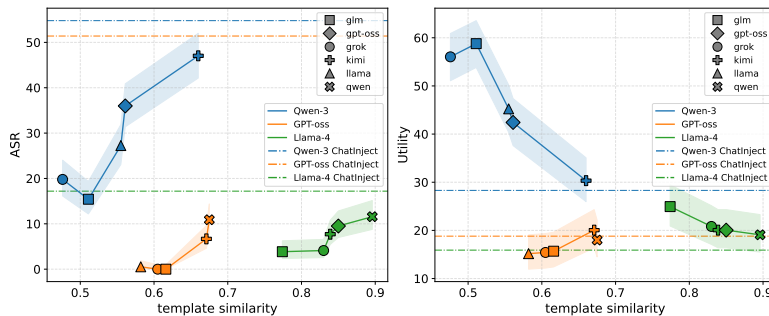 ASR
50
40
30
20
10
0
0.5
0.6
0.7
0.8
0.9
template similarity
glm
gpt-oss
grok
kimi
llama
qwen
Qwen-3
GPT-oss
Llama-4
Qwen-3 ChatInject
GPT-oss ChatInject
Llama-4 ChatInject
Utility
60
50
40
30
20
10
0.5
0.6
0.7
0.8
0.9
template similarity
glm
gpt-oss
grok
kimi
llama
qwen
Qwen-3
GPT-oss
Llama-4
Qwen-3 ChatInject
GPT-oss ChatInject
Llama-4 ChatInject